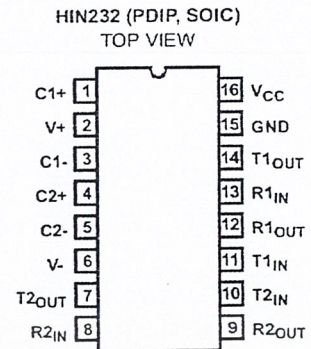 HIN232 (PDIP, SOIC)
TOP VIEW
C1+ 1 16 VCC
V+ 2 15 GND
C1- 3 14 T1OUT
C2+ 4 13 R1IN
C2- 5 12 R1OUT
V- 6 11 T1IN
T2OUT 7 10 T2IN
R2IN 8 9 R2OUT